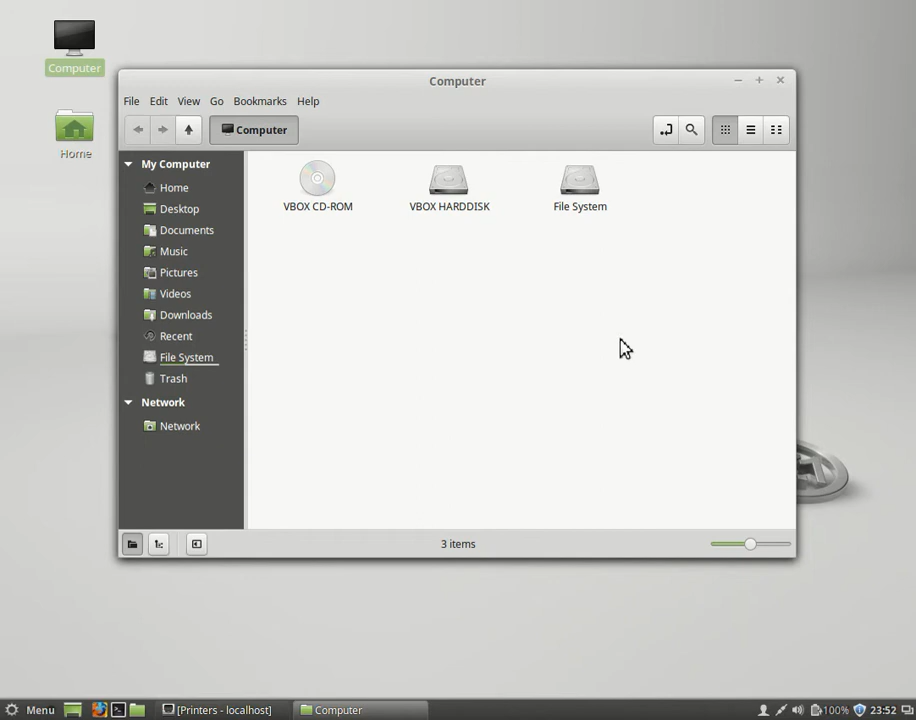 Computer
Home
Computer
File Edit View Go Bookmarks Help
Computer
My Computer
Home
Desktop
Documents
Music
Pictures
Videos
Downloads
Recent
File System
Trash
Network
Network
VBOX CD-ROM
VBOX HARDDISK
File System
3 items
Menu
[Printers - localhost]
Computer
100%
23:52